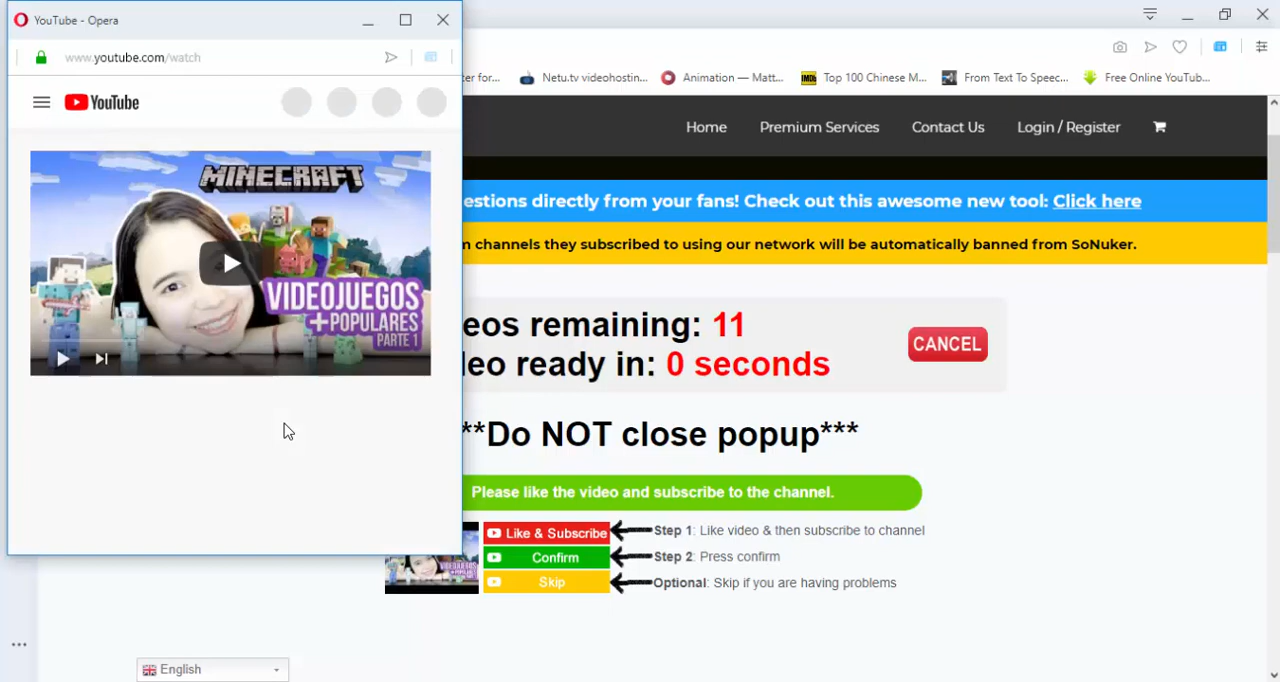 YouTube - Opera
www.youtube.com/watch
YouTube
MINECRAFT
VIDEOJUEGOS
+POPULARES
PARTE 1
Netu.tv videohostin...
Animation — Matt...
IMDb
Top 100 Chinese M...
From Text To Speec...
Free Online YouTub...
Home
Premium Services
Contact Us
Login / Register
directly from your fans! Check out this awesome new tool: Click here
channels they subscribed to using our network will be automatically banned from SoNuker.
remaining: 11
ready in: 0 seconds
CANCEL
**Do NOT close popup***
Please like the video and subscribe to the channel.
Like & Subscribe
Step 1: Like video & then subscribe to channel
Confirm
Step 2: Press confirm
Skip
Optional: Skip if you are having problems
English